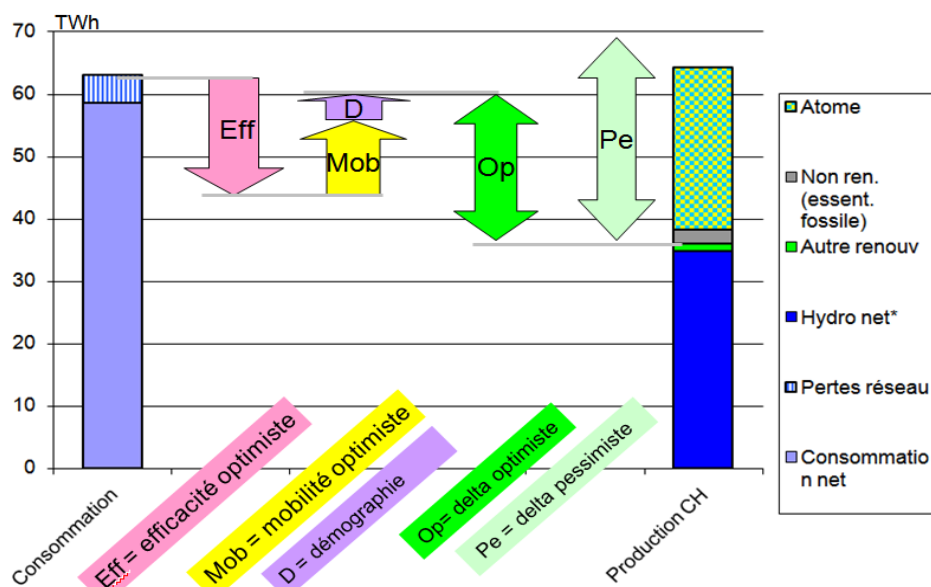 TWh
70
60
50
40
30
20
10
0
Eff
D
Mob
Op
Pe
Atome
Non ren.
(essent.
fossile)
Autre renouv
Hydro net*
Pertes réseau
Consommatio
n net
Consommation
Eff = efficacité optimiste
Mob = mobilité optimiste
D = démographie
Op= delta optimiste
Pe = delta pessimiste
Production CH